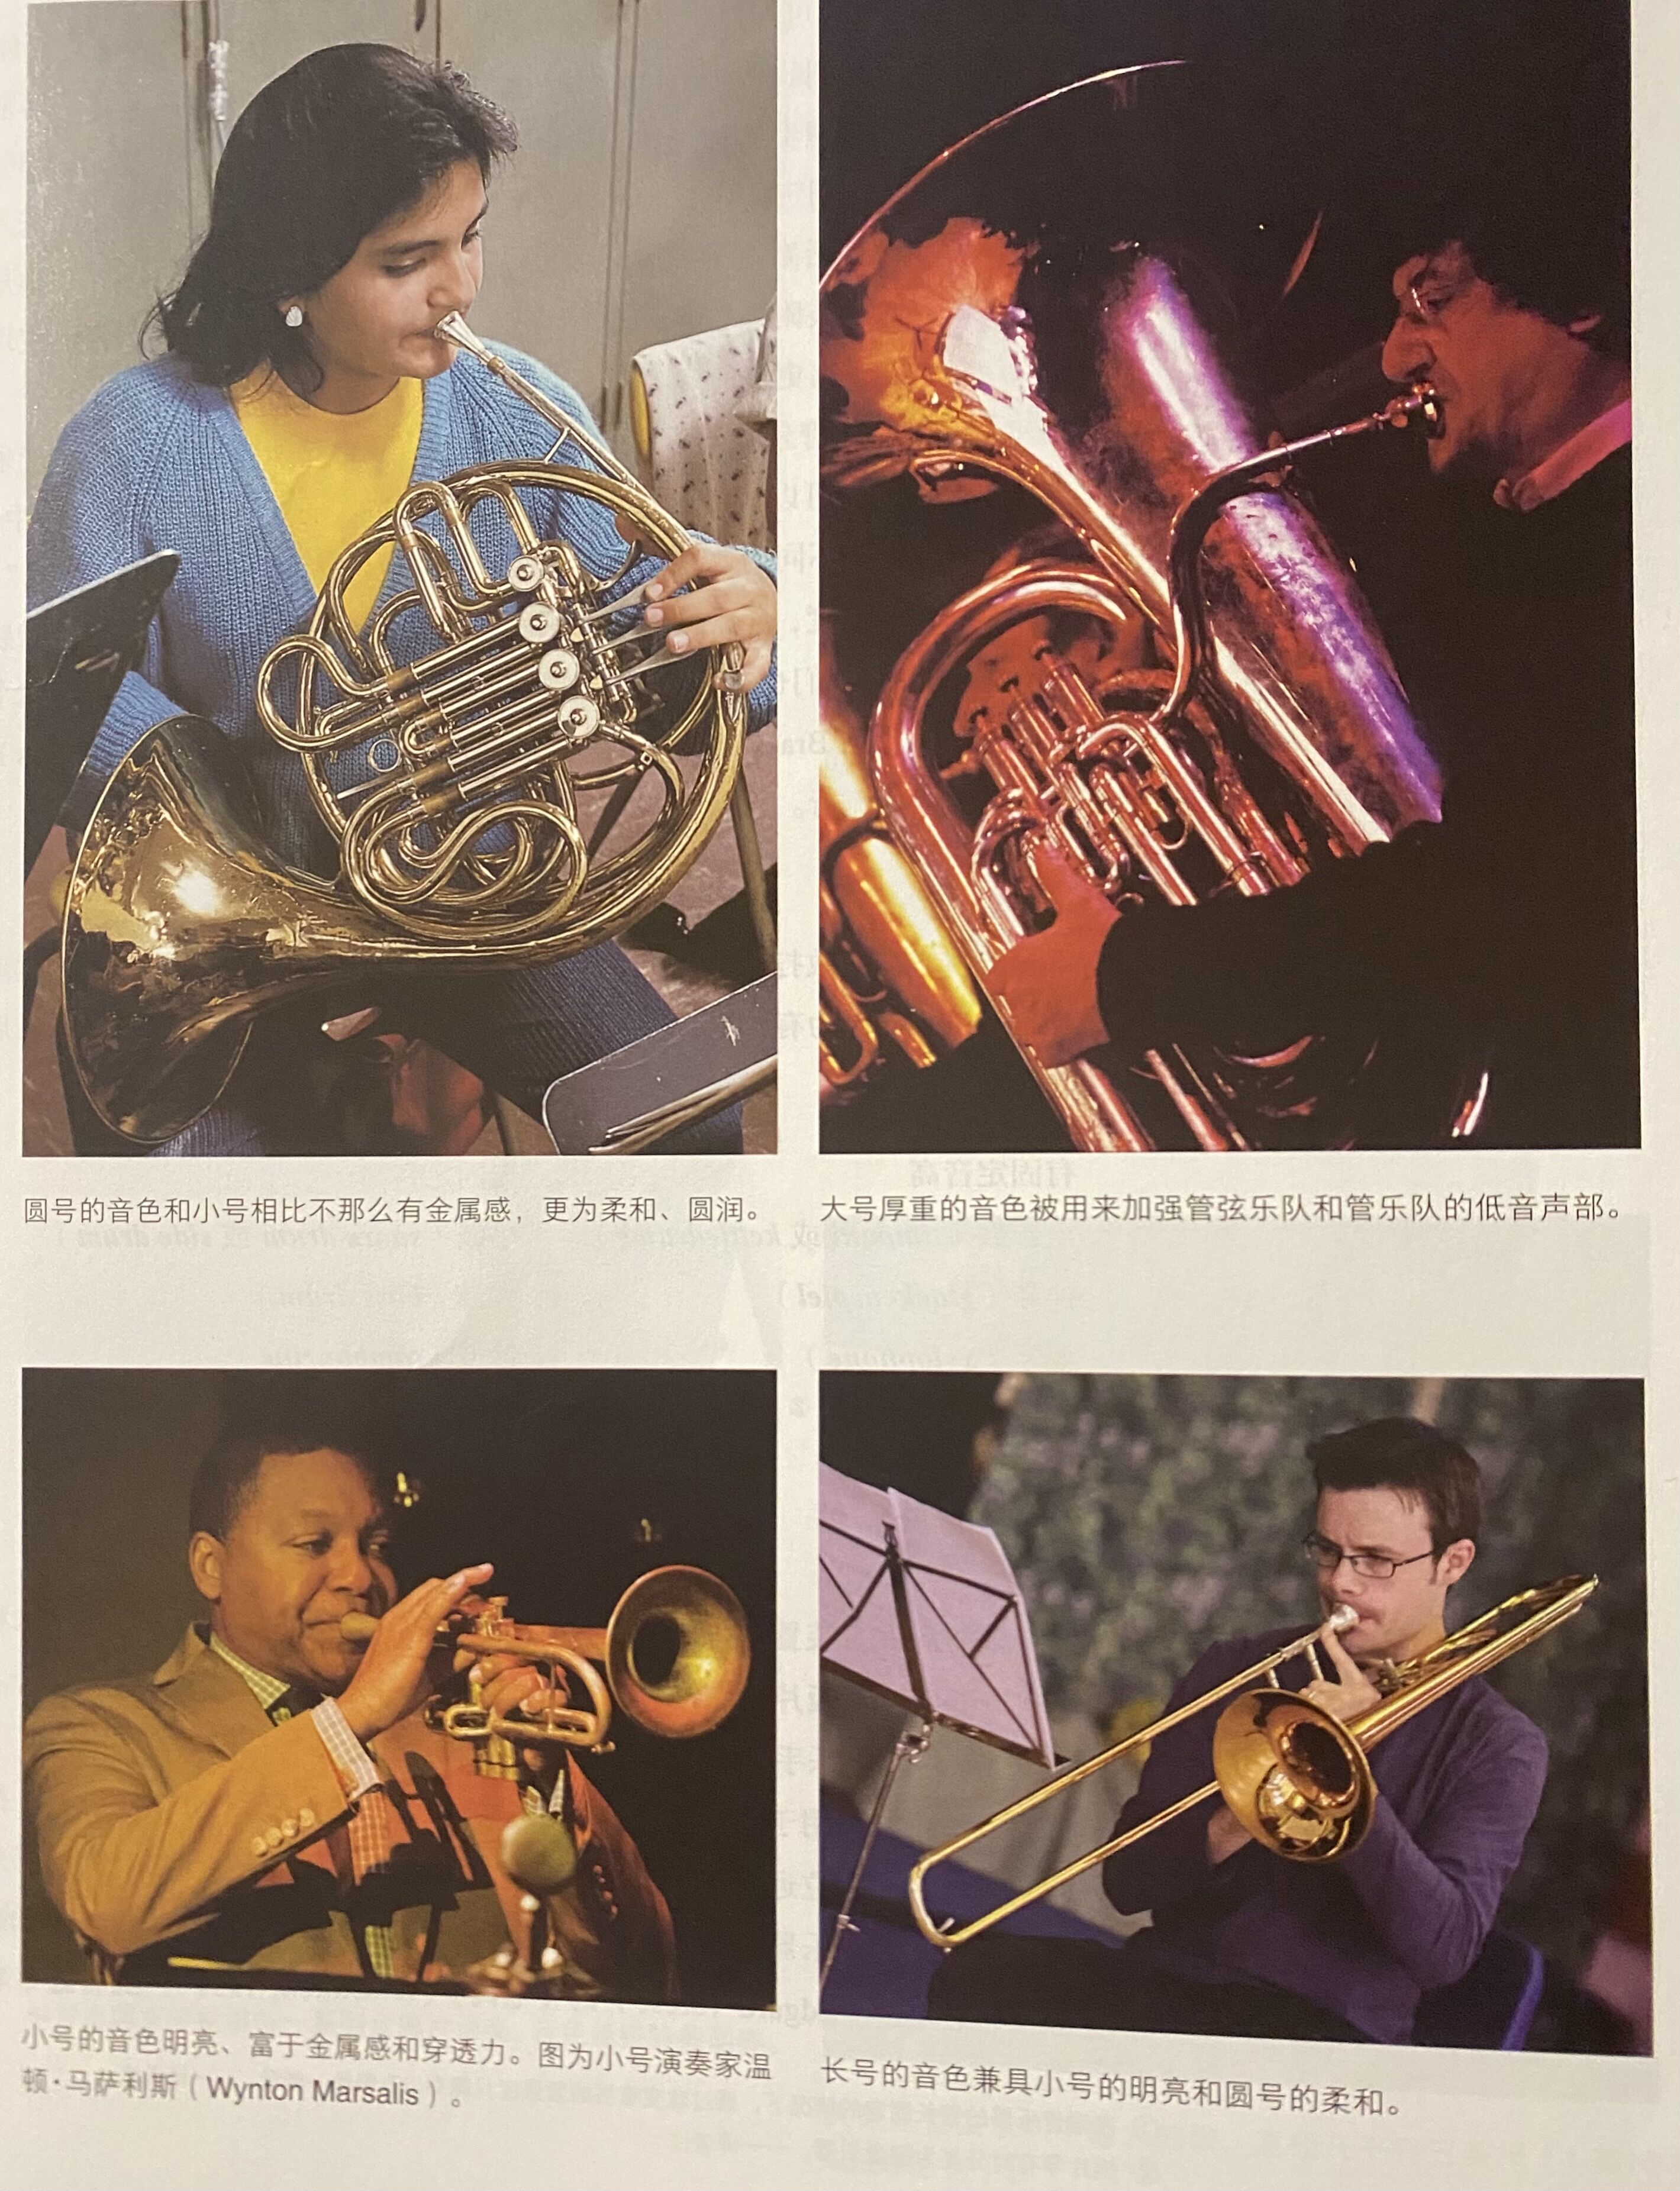 圆号的音色和小号相比不那么有金属感，更为柔和、圆润。
大号厚重的音色被用来加强管弦乐队和管乐队的低音声部。
小号的音色明亮、富于金属感和穿透力。图为小号演奏家温
顿·马萨利斯（Wynton Marsalis）。
长号的音色兼具小号的明亮和圆号的柔和。